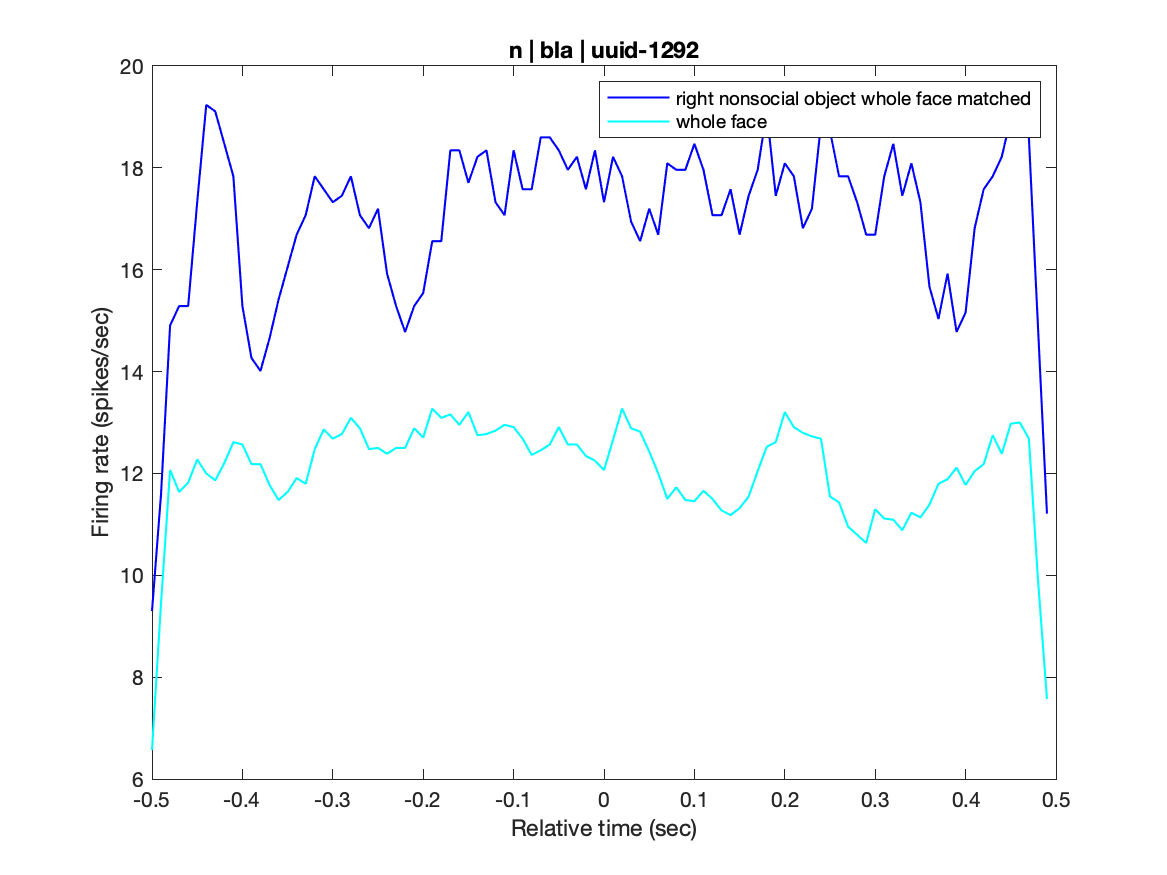 n | bla | uuid-1292
right nonsocial object whole face matched
whole face
Firing rate (spikes/sec)
20
18
16
14
12
10
8
6
-0.5 -0.4 -0.3 -0.2 -0.1 0 0.1 0.2 0.3 0.4 0.5
Relative time (sec)